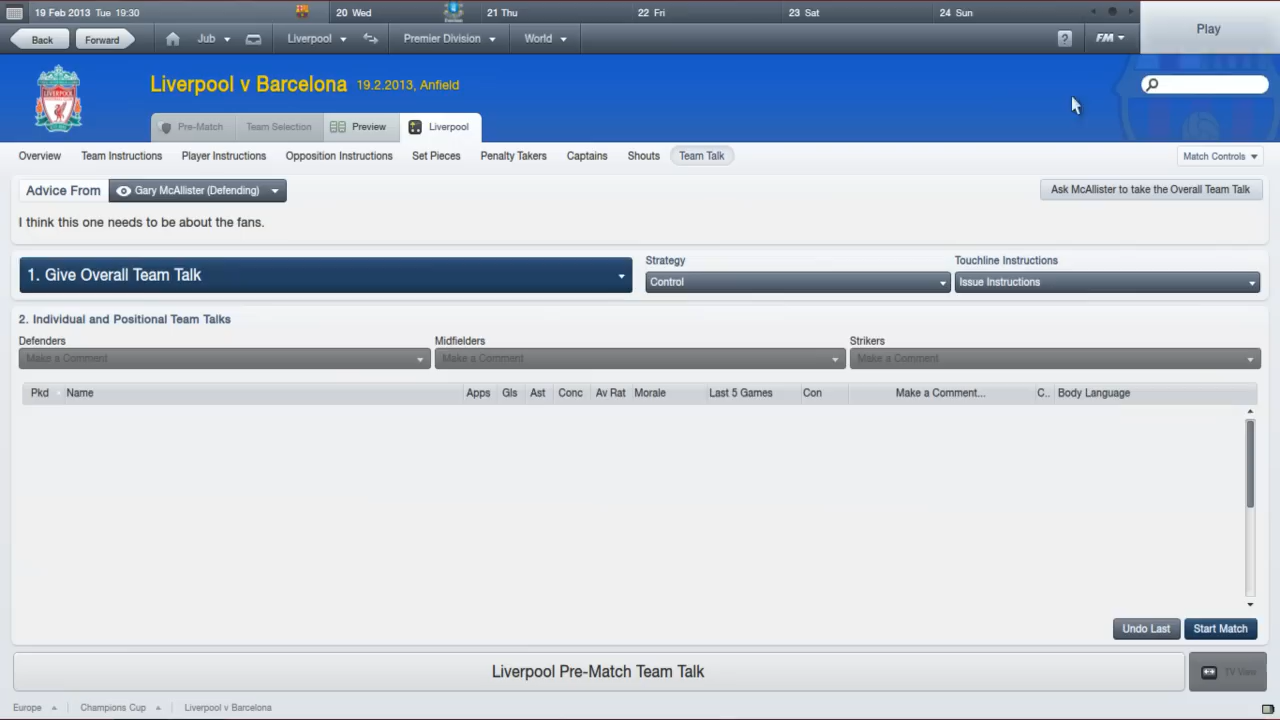 19 Feb 2013 Tue 19:30
20 Wed
21 Thu
22 Fri
23 Sat
24 Sun
Play
Back
Forward
Jub
Liverpool
Premier Division
World
?
FM
Liverpool v Barcelona
19.2.2013, Anfield
Pre-Match
Team Selection
Preview
Liverpool
Overview
Team Instructions
Player Instructions
Opposition Instructions
Set Pieces
Penalty Takers
Captains
Shouts
Team Talk
Match Controls
Advice From
Gary McAllister (Defending)
Ask McAllister to take the Overall Team Talk
I think this one needs to be about the fans.
1. Give Overall Team Talk
Strategy
Control
Touchline Instructions
Issue Instructions
2. Individual and Positional Team Talks
Defenders
Midfielders
Strikers
Make a Comment
Make a Comment
Make a Comment
Pkd
Name
Apps
Gls
Ast
Conc
Av Rat
Morale
Last 5 Games
Con
Make a Comment...
C..
Body Language
Undo Last
Start Match
Liverpool Pre-Match Team Talk
TV View
Europe
Champions Cup
Liverpool v Barcelona